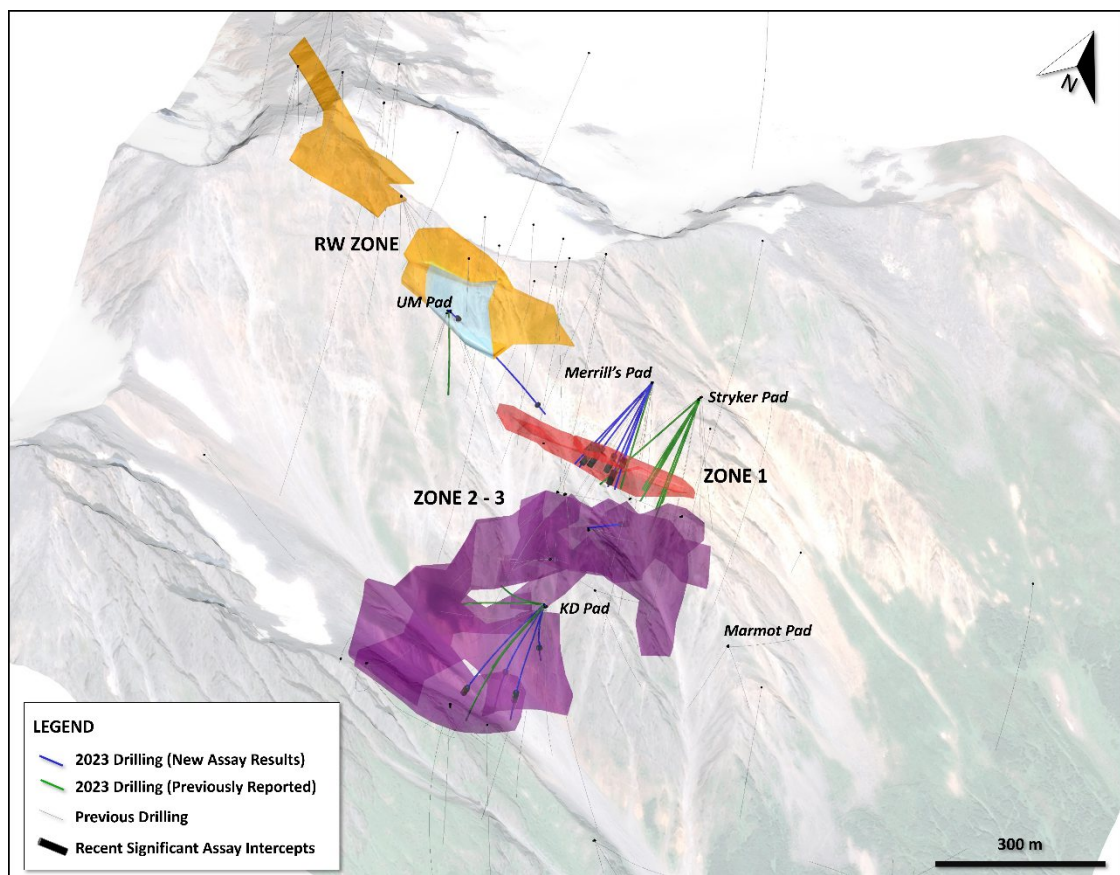 N
RW ZONE
UM Pad
Merrill's Pad
Stryker Pad
ZONE 1
ZONE 2 - 3
KD Pad
Marmot Pad
LEGEND
2023 Drilling (New Assay Results)
2023 Drilling (Previously Reported)
Previous Drilling
Recent Significant Assay Intercepts
300 m